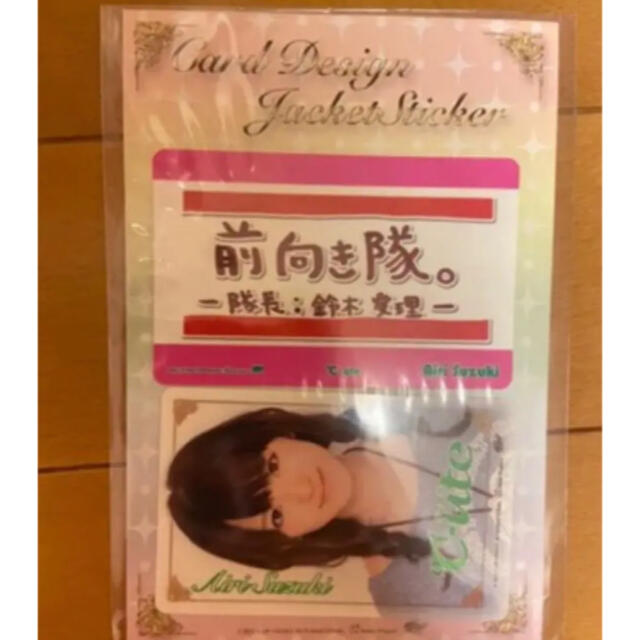 Card Design
Jacket Sticker
前向き隊。
ー隊長：鈴木愛理ー
℃-ute
Airi Suzuki
℃-ute
Airi Suzuki